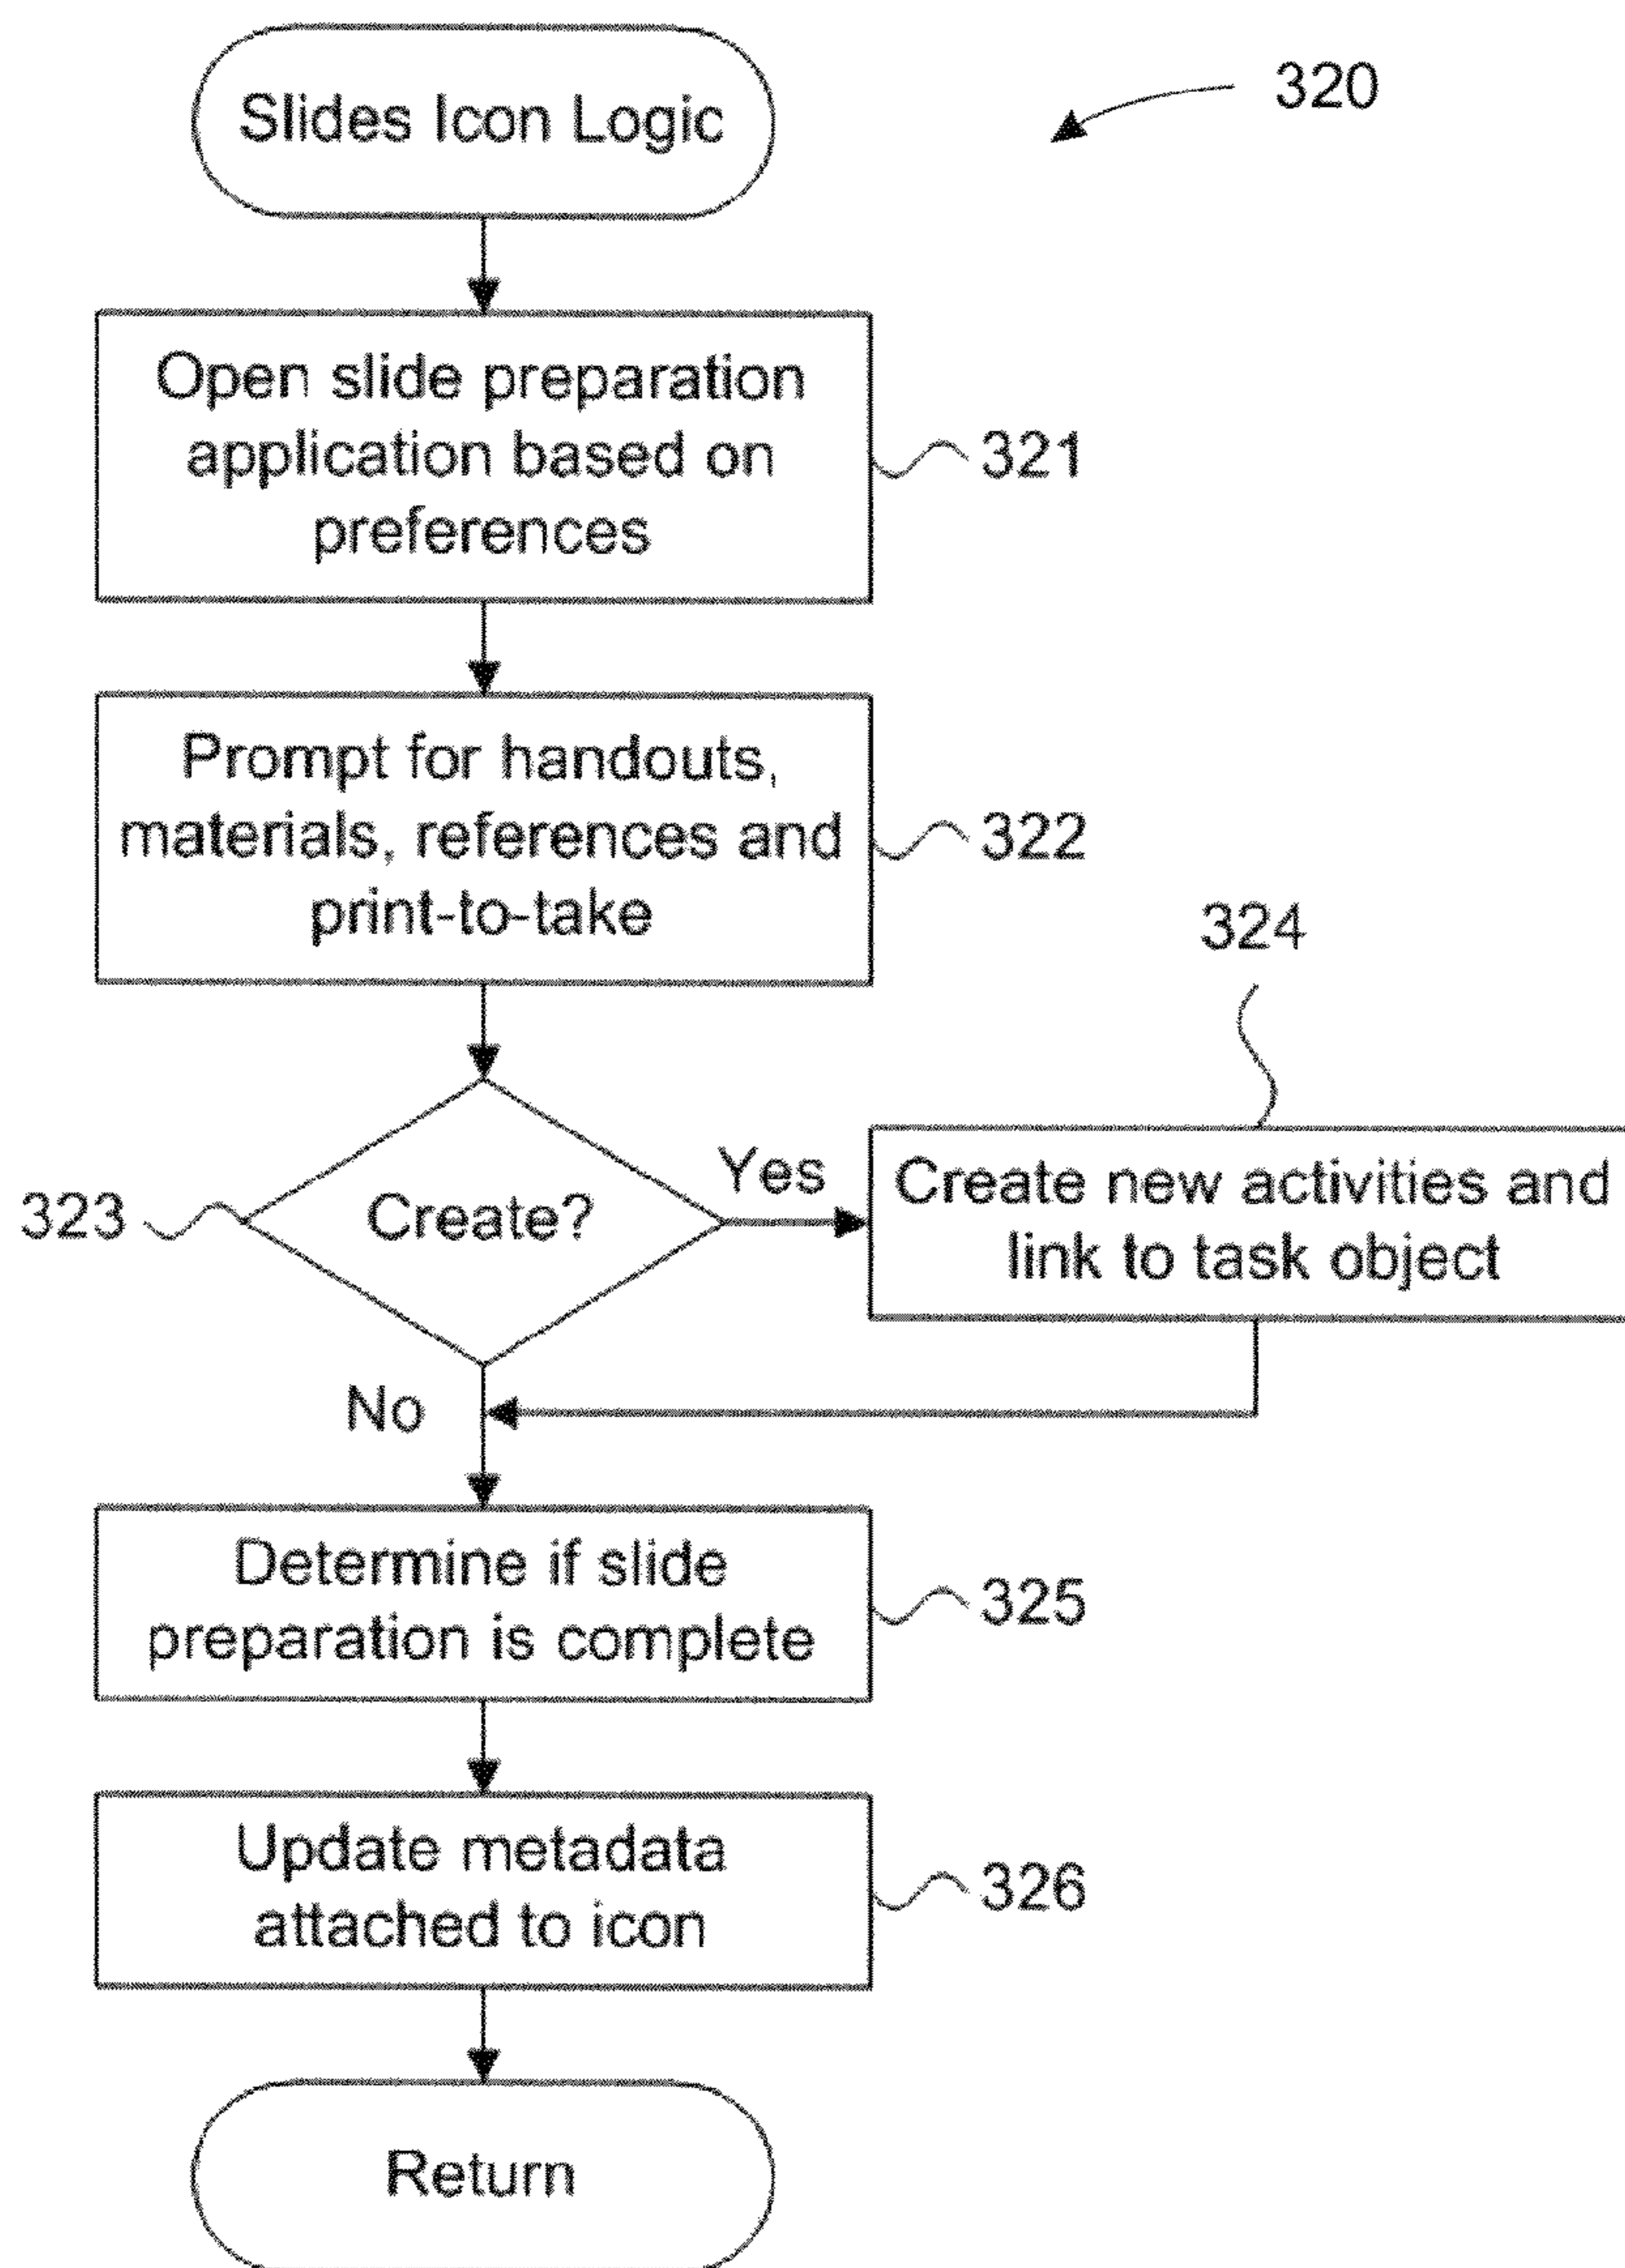 Slides Icon Logic
320
Open slide preparation
application based on
preferences
321
Prompt for handouts,
materials, references and
print-to-take
322
324
323
Create?
Yes
Create new activities and
link to task object
No
Determine if slide
preparation is complete
325
Update metadata
attached to icon
326
Return